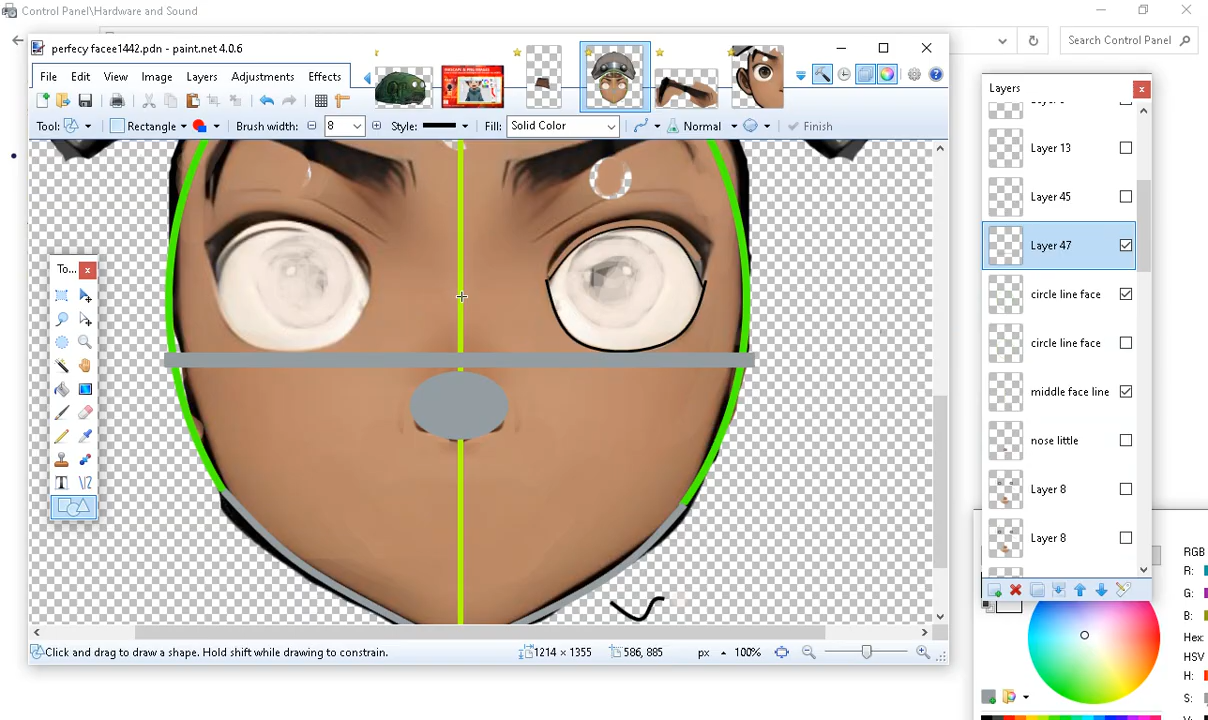 Control Panel\Hardware and Sound
Search Control Panel
perfecy facee1442.pdn - paint.net 4.0.6
File Edit View Image Layers Adjustments Effects
Tool: Rectangle Brush width: 8 Style: Fill: Solid Color Normal Finish
To...
Layers
Layer 13
Layer 45
Layer 47
circle line face
circle line face
middle face line
nose little
Layer 8
Layer 8
RGB
R:
G:
B:
Hex:
HSV
H:
S:
Click and drag to draw a shape. Hold shift while drawing to constrain. 1214 × 1355 586, 885 px 100%